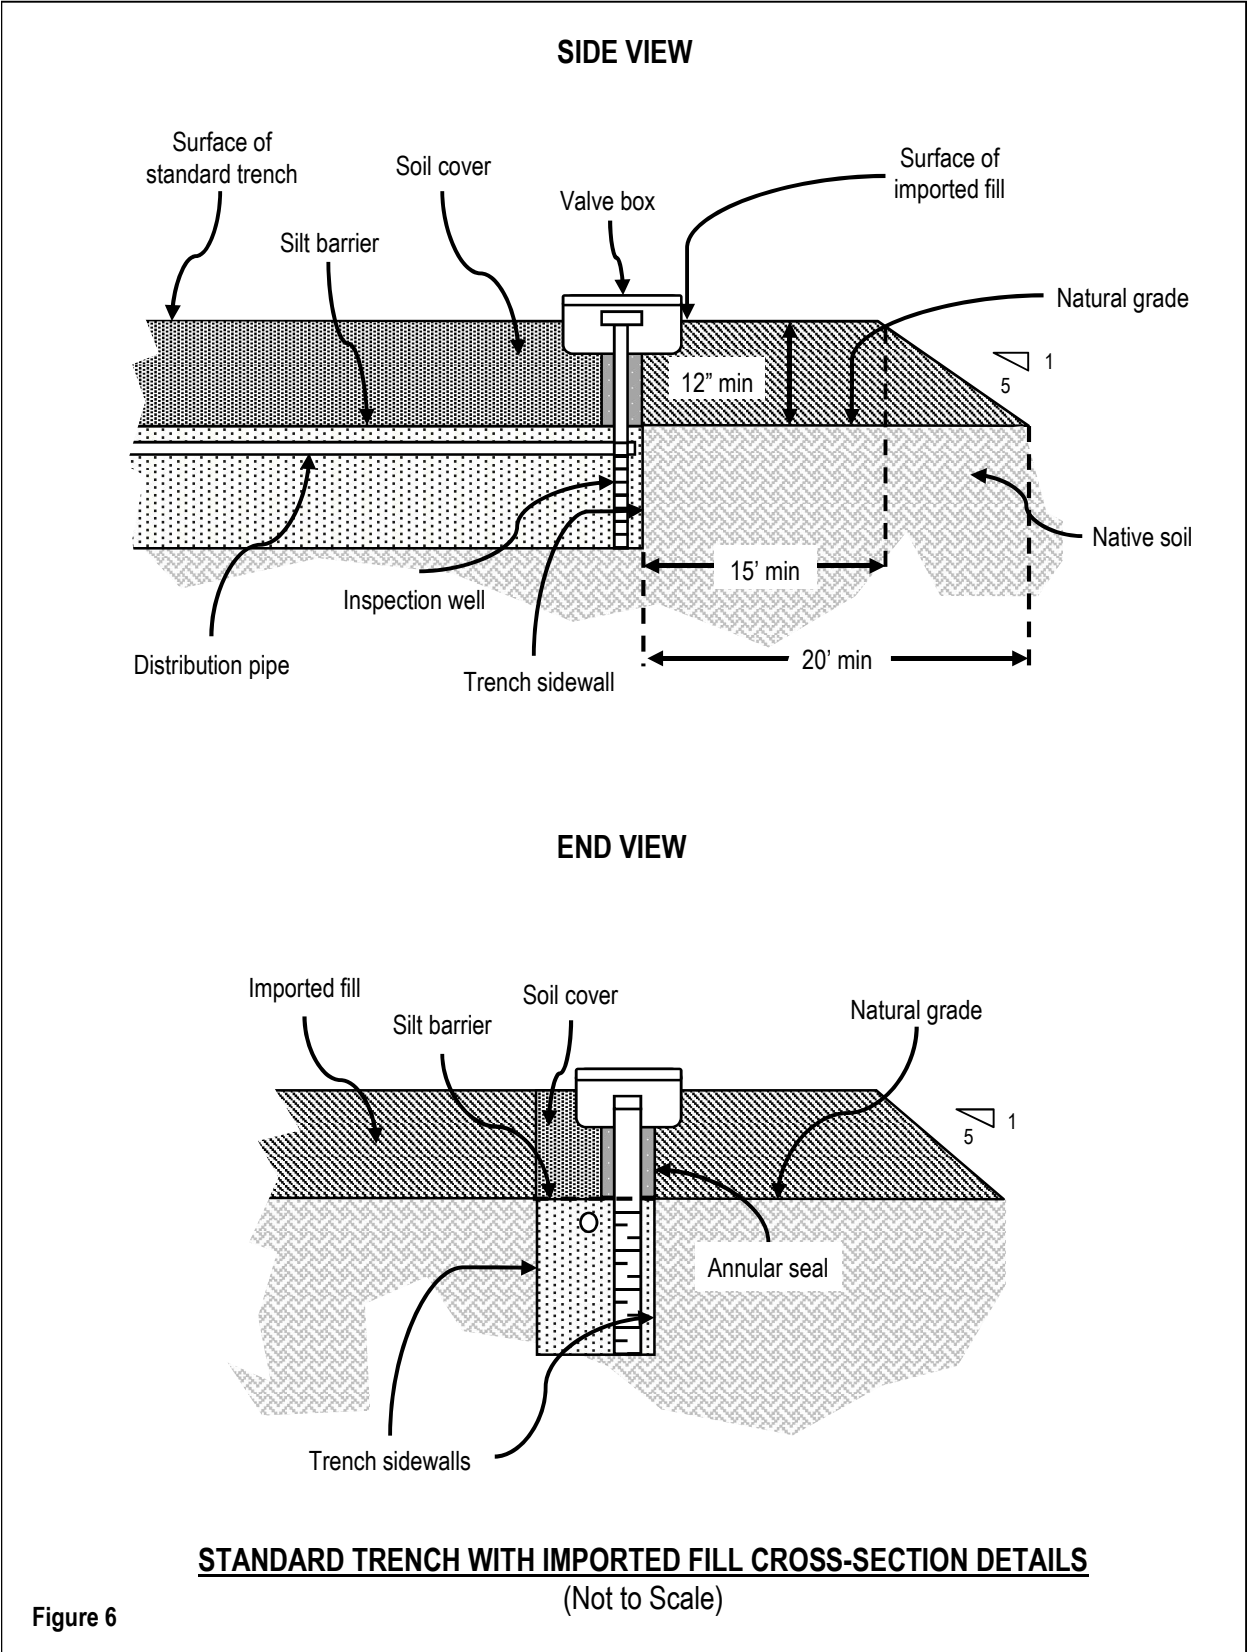 SIDE VIEW
Surface of
standard trench
Soil cover
Valve box
Surface of
imported fill
Silt barrier
Natural grade
12” min
1
5
Native soil
15’ min
Inspection well
Distribution pipe
Trench sidewall
20’ min
END VIEW
Imported fill
Silt barrier
Soil cover
Natural grade
1
5
Annular seal
Trench sidewalls
STANDARD TRENCH WITH IMPORTED FILL CROSS-SECTION DETAILS
(Not to Scale)
Figure 6